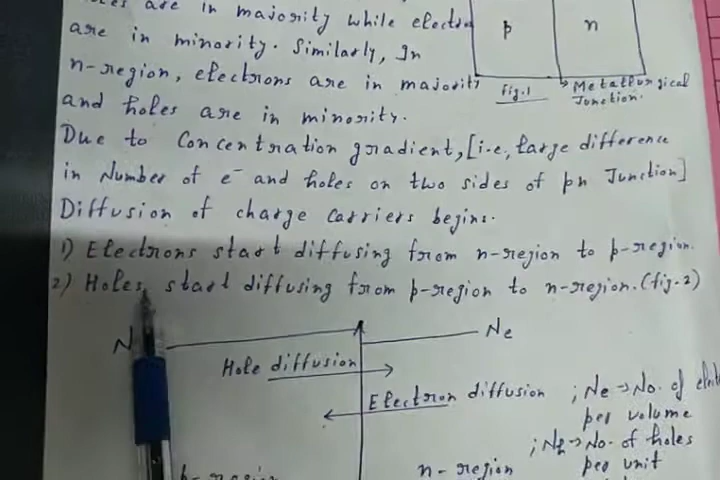 are in majority while
p
n
are in minority. Similarly, In
n-region, electrons are in majority
Fig.1
Metallurgical
Junction.
and holes are in minority.
Due to Concentration gradient, [i.e, large difference
in Number of e⁻ and holes on two sides of pn Junction]
Diffusion of charge carriers begins.
1) Electrons start diffusing from n-region to p-region.
2) Holes start diffusing from p-region to n-region. (fig-2)
N
Ne
Hole diffusion
Electron diffusion
; Ne → No. of
per volume
; Nh → No. of holes
n-region
per unit